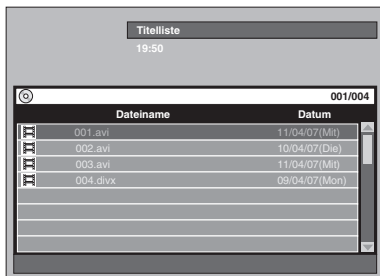 Titelliste
19:50
001/004
Dateiname Datum
001.avi 11/04/07(Mit)
002.avi 10/04/07(Die)
003.avi 11/04/07(Mit)
004.divx 09/04/07(Mon)